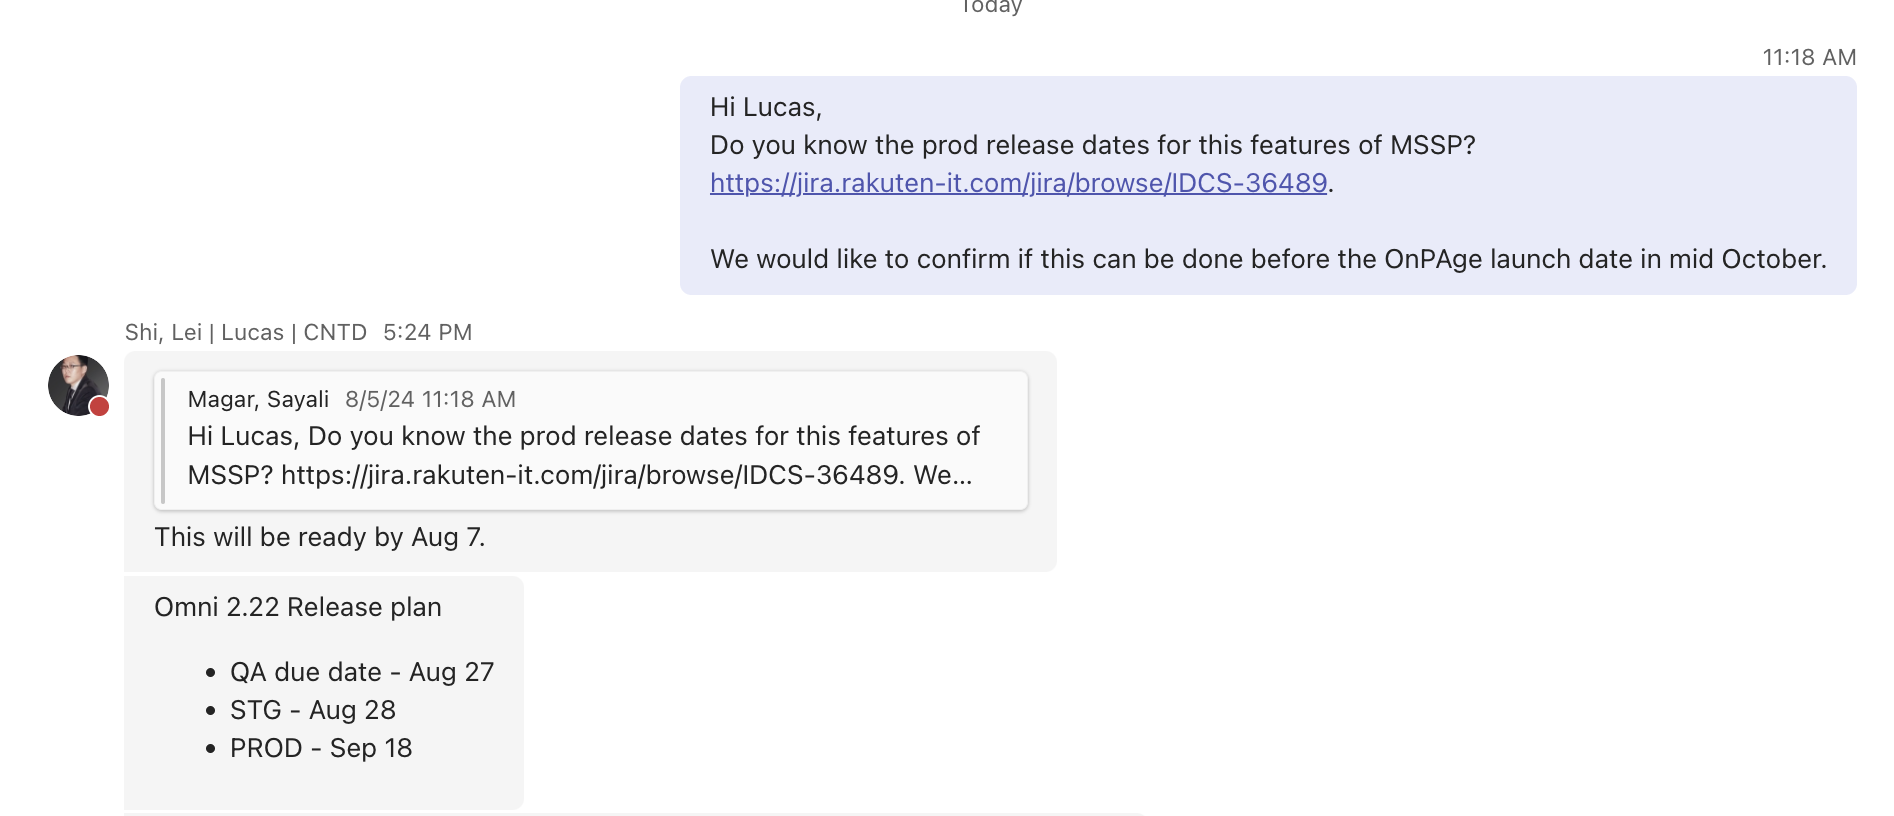 Today
11:18 AM
Hi Lucas,
Do you know the prod release dates for this features of MSSP?
https://jira.rakuten-it.com/jira/browse/IDCS-36489.
We would like to confirm if this can be done before the OnPAge launch date in mid October.
Shi, Lei | Lucas | CNTD 5:24 PM
Magar, Sayali 8/5/24 11:18 AM
Hi Lucas, Do you know the prod release dates for this features of
MSSP? https://jira.rakuten-it.com/jira/browse/IDCS-36489. We...
This will be ready by Aug 7.
Omni 2.22 Release plan
• QA due date - Aug 27
• STG - Aug 28
• PROD - Sep 18